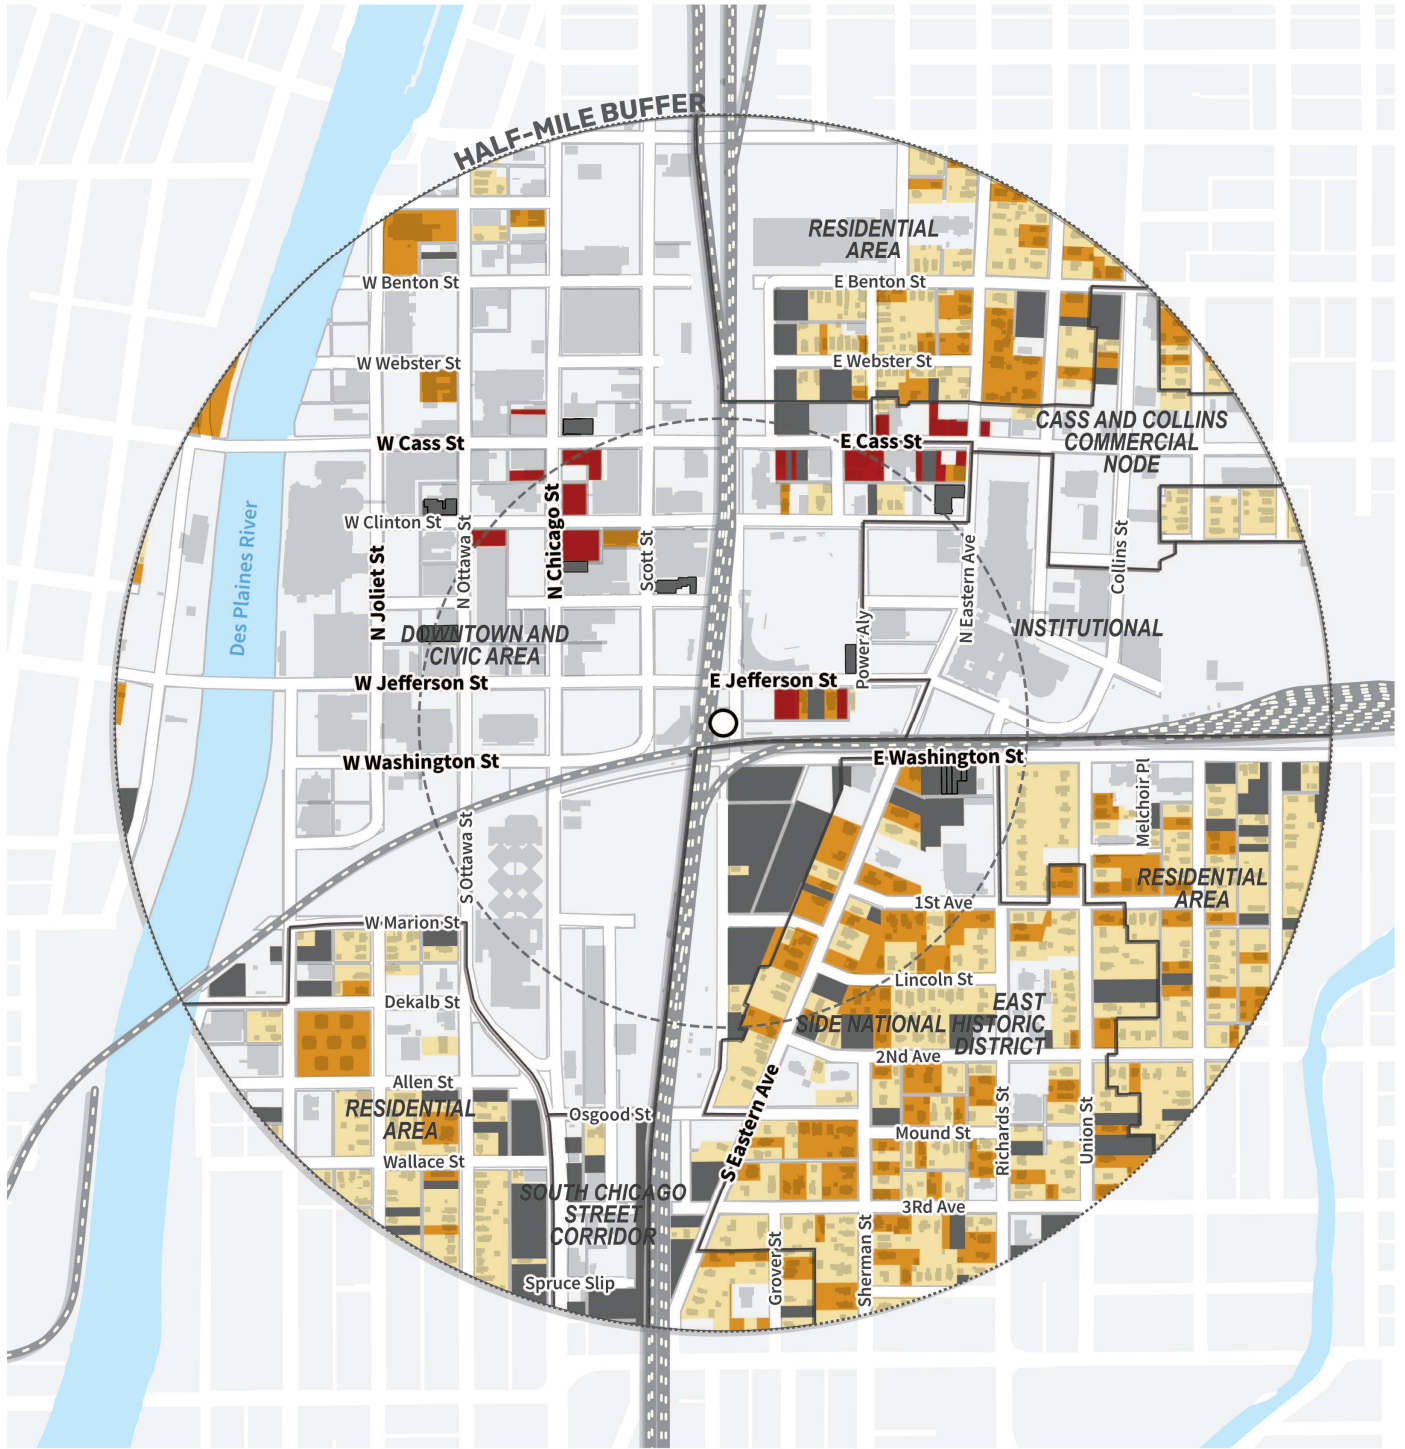 HALF-MILE BUFFER
RESIDENTIAL
AREA
W Benton St
E Benton St
W Webster St
E Webster St
CASS AND COLLINS
COMMERCIAL
NODE
W Cass St
E Cass St
N Chicago St
W Clinton St
N Ottawa St
Scott St
Collins St
Des Plaines River
N Joliet St
N Eastern Ave
Power Aly
DOWNTOWN AND
CIVIC AREA
INSTITUTIONAL
W Jefferson St
E Jefferson St
W Washington St
E Washington St
Melchoir Pl
S Ottawa St
RESIDENTIAL
AREA
1St Ave
W Marion St
Lincoln St
Dekalb St
EAST
SIDE NATIONAL HISTORIC
DISTRICT
2Nd Ave
Allen St
RESIDENTIAL
AREA
Osgood St
S Eastern Ave
Richards St
Union St
Mound St
Wallace St
SOUTH CHICAGO
STREET
CORRIDOR
3Rd Ave
Grover St
Sherman St
Spruce Slip